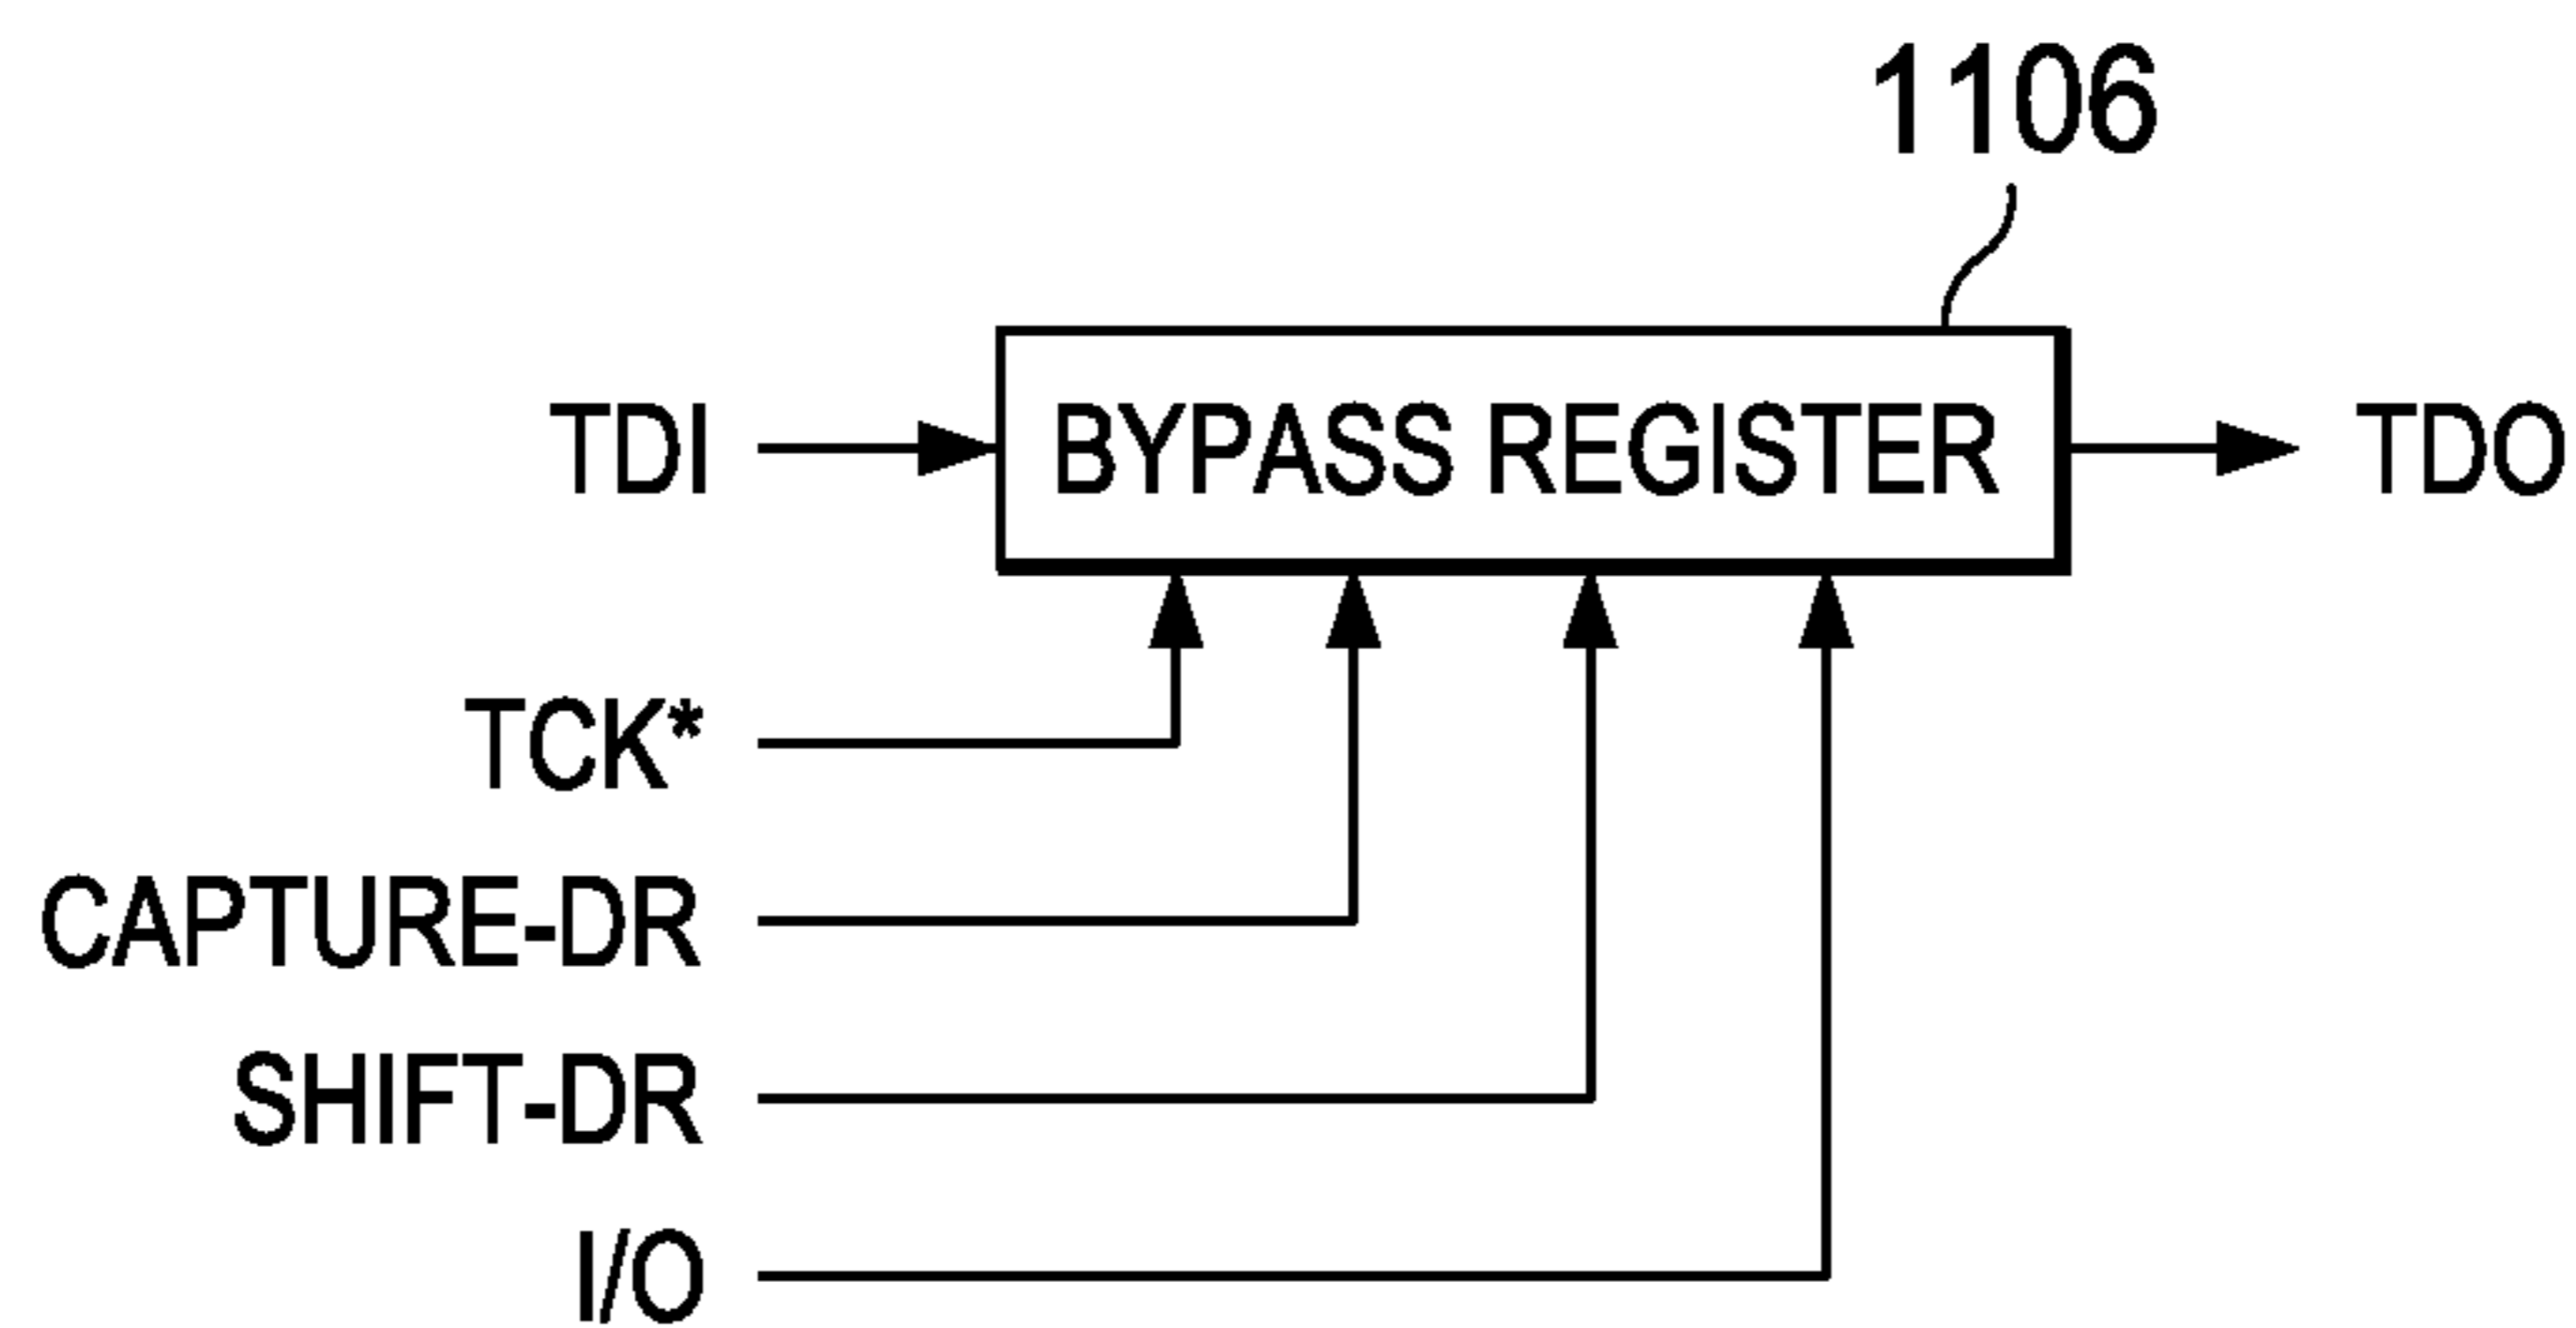 1106
TDI BYPASS REGISTER TDO
TCK*
CAPTURE-DR
SHIFT-DR
I/O